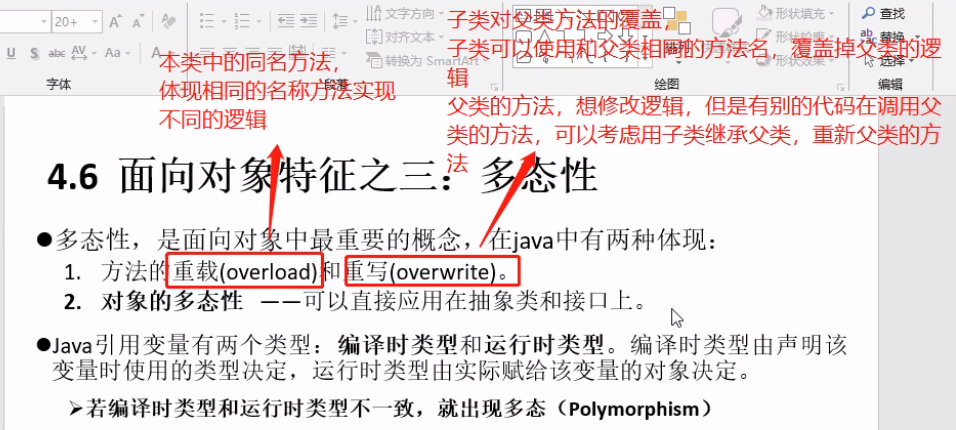 20+
A A
文字方向
对齐文本
转换为 SmartArt
U S abc AV Aa A
字体
段落
绘图
形状填充
形状轮廓
形状效果
查找
替换
选择
编辑
本类中的同名方法,
体现相同的名称方法实现
不同的逻辑
子类对父类方法的覆盖,
子类可以使用和父类相同的方法名,覆盖掉父类的逻
辑
父类的方法,想修改逻辑,但是有别的代码在调用父
类的方法,可以考虑用子类继承父类,重新父类的方
法
4.6 面向对象特征之三:多态性
●多态性,是面向对象中最重要的概念,在java中有两种体现:
1. 方法的重载(overload)和重写(overwrite)。
2. 对象的多态性 ——可以直接应用在抽象类和接口上。
●Java引用变量有两个类型:编译时类型和运行时类型。编译时类型由声明该
变量时使用的类型决定,运行时类型由实际赋给该变量的对象决定。
➢若编译时类型和运行时类型不一致,就出现多态(Polymorphism)